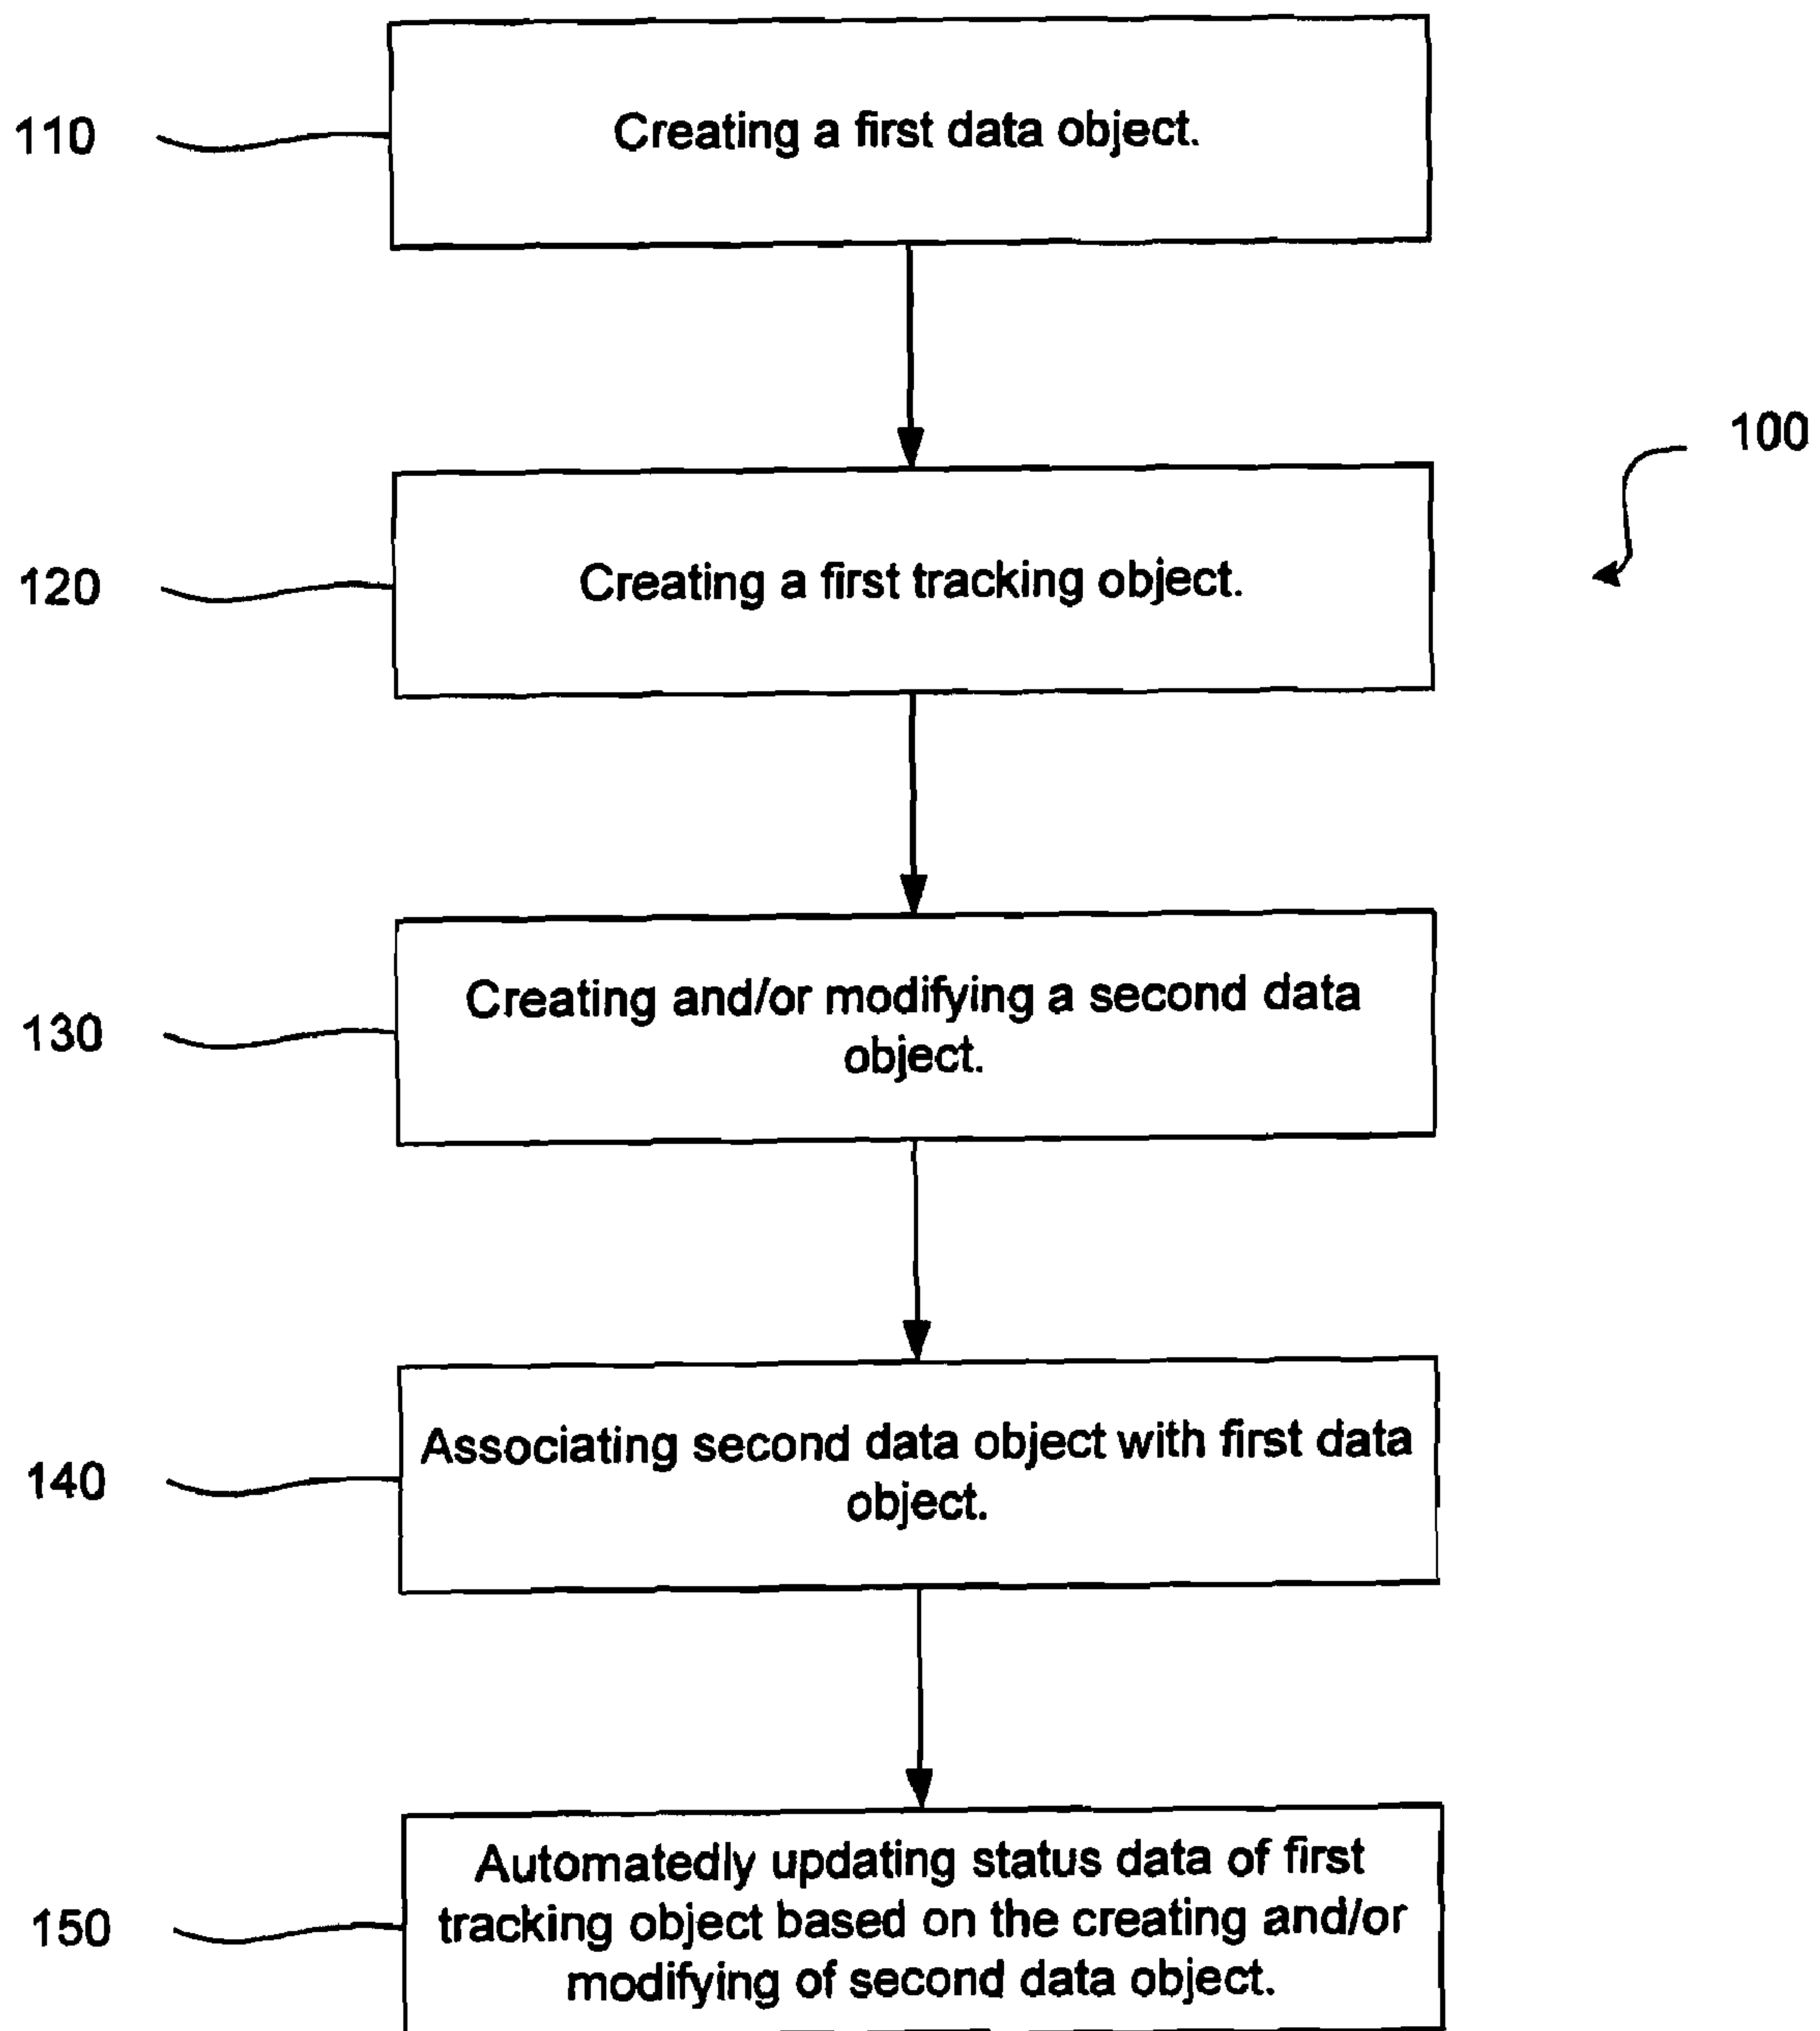 110
Creating a first data object.
100
120
Creating a first tracking object.
130
Creating and/or modifying a second data
object.
140
Associating second data object with first data
object.
150
Automatedly updating status data of first
tracking object based on the creating and/or
modifying of second data object.